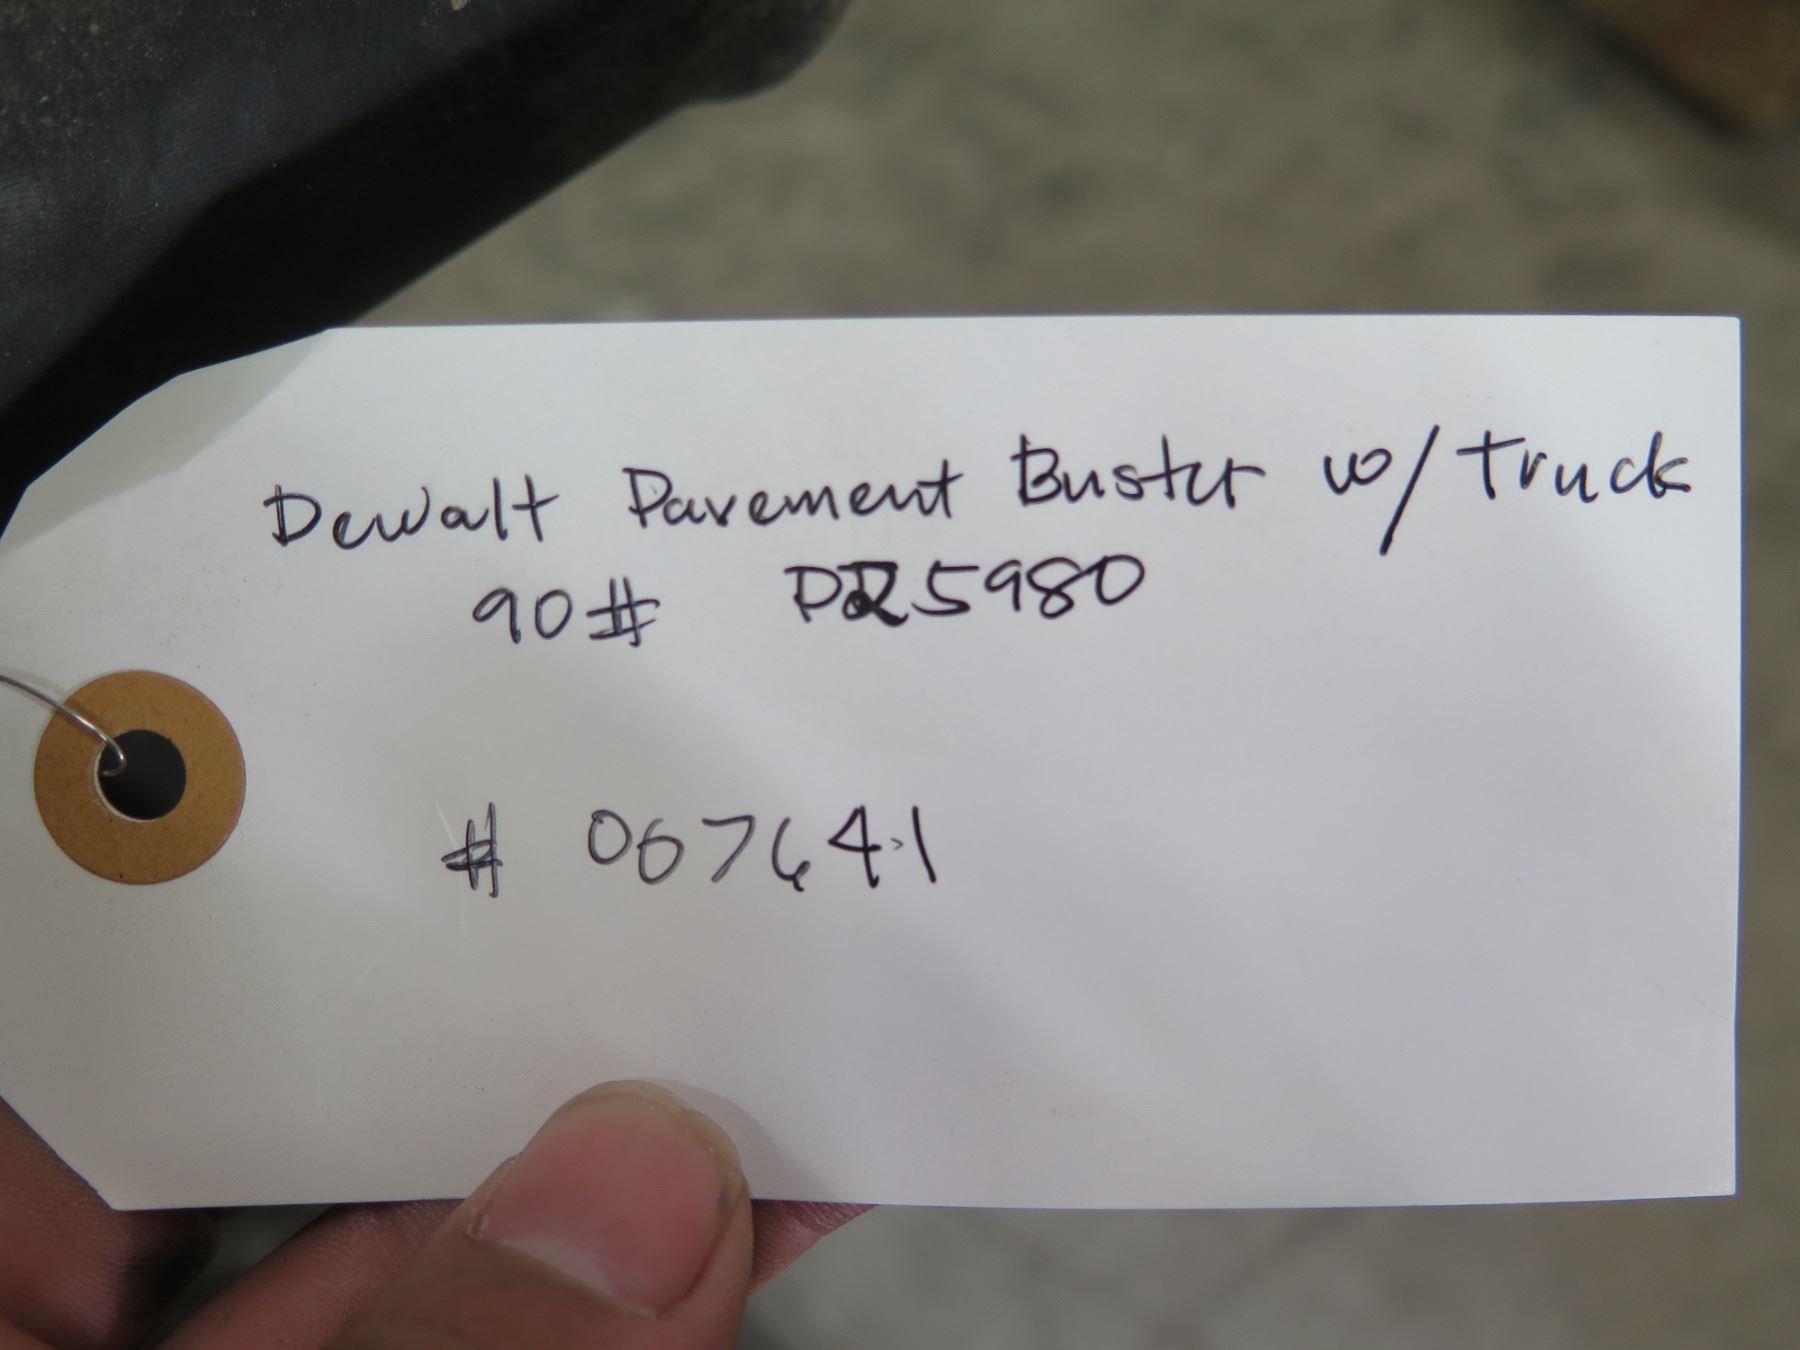 Dewalt Pavement Buster w/ truck
90# PR5980
# 067641